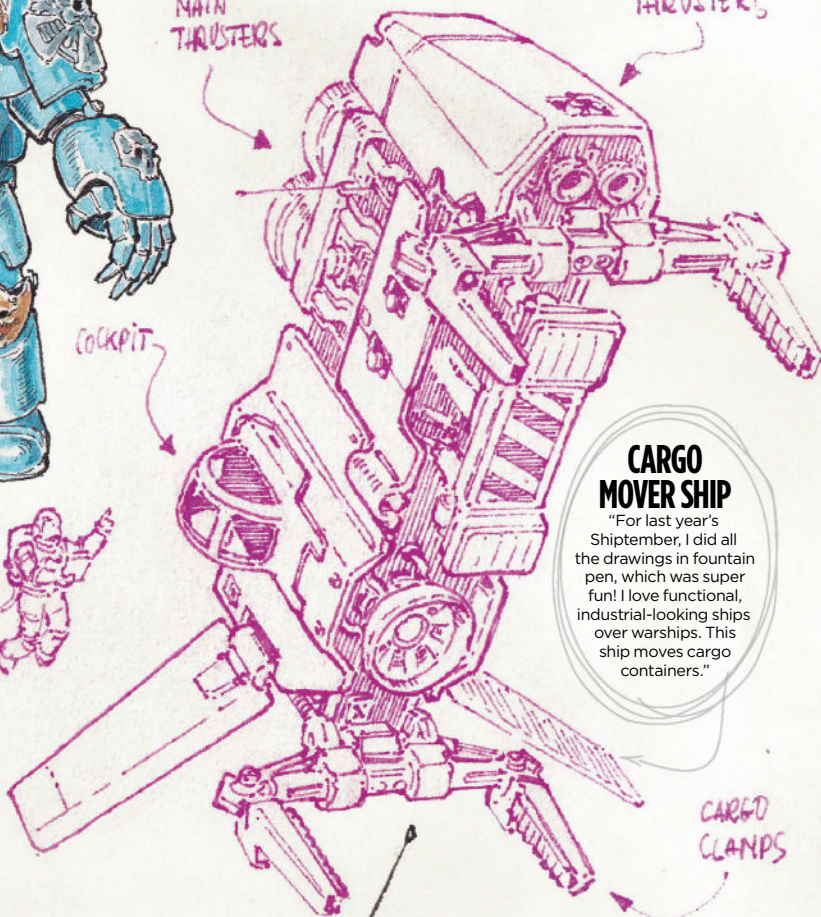 MAIN
THRUSTERS
THRUSTERS
COCKPIT
CARGO
MOVER SHIP
“For last year’s
Shiptember, I did all
the drawings in fountain
pen, which was super
fun! I love functional,
industrial-looking ships
over warships. This
ship moves cargo
containers.”
CARGO
CLAMPS